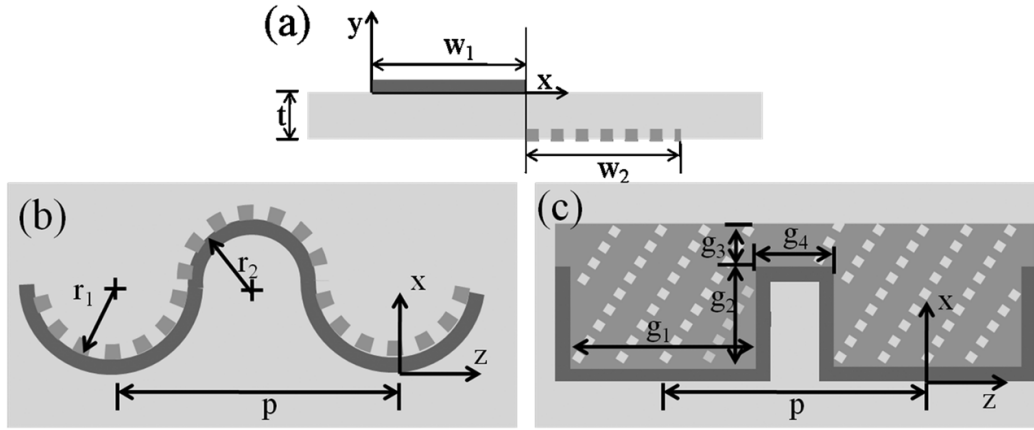 (a)
y
w₁
x
t
w₂
(b)
r₁
r₂
x
z
p
(c)
g₃
g₄
g₂
x
g₁
p
z